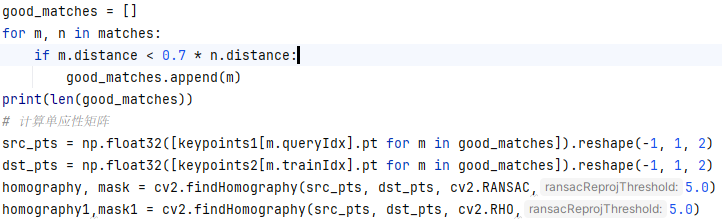 good_matches = []
for m, n in matches:
    if m.distance < 0.7 * n.distance:
        good_matches.append(m)
print(len(good_matches))
# 计算单应性矩阵
src_pts = np.float32([keypoints1[m.queryIdx].pt for m in good_matches]).reshape(-1, 1, 2)
dst_pts = np.float32([keypoints2[m.trainIdx].pt for m in good_matches]).reshape(-1, 1, 2)
homography, mask = cv2.findHomography(src_pts, dst_pts, cv2.RANSAC, ransacReprojThreshold: 5.0)
homography1,mask1 = cv2.findHomography(src_pts, dst_pts, cv2.RHO, ransacReprojThreshold: 5.0)